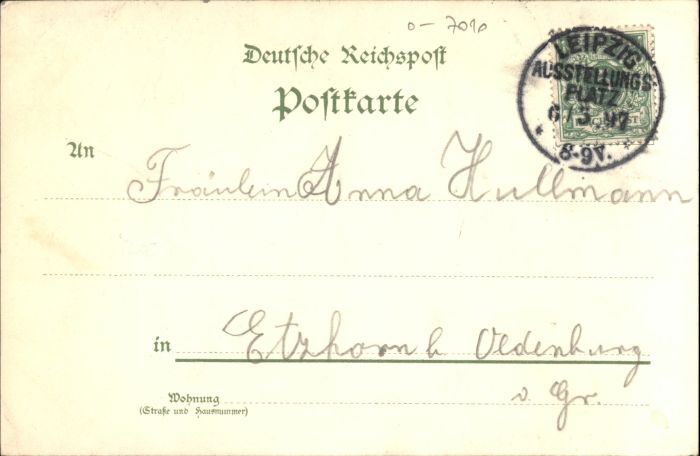 0-7010
Deutsche Reichspost
Postkarte
LEIPZIG
AUSSTELLUNGS-
PLATZ
8-9V.
An Fräulein Anna Hullmann
in Etzhorn b Oldenburg
Wohnung
(Straße und Hausnummer)
o Gr.